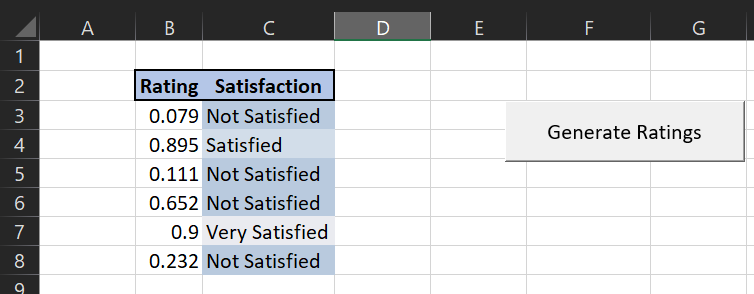 A B C D E F G
1
2 Rating Satisfaction
3 0.079 Not Satisfied
Generate Ratings
4 0.895 Satisfied
5 0.111 Not Satisfied
6 0.652 Not Satisfied
7 0.9 Very Satisfied
8 0.232 Not Satisfied
9